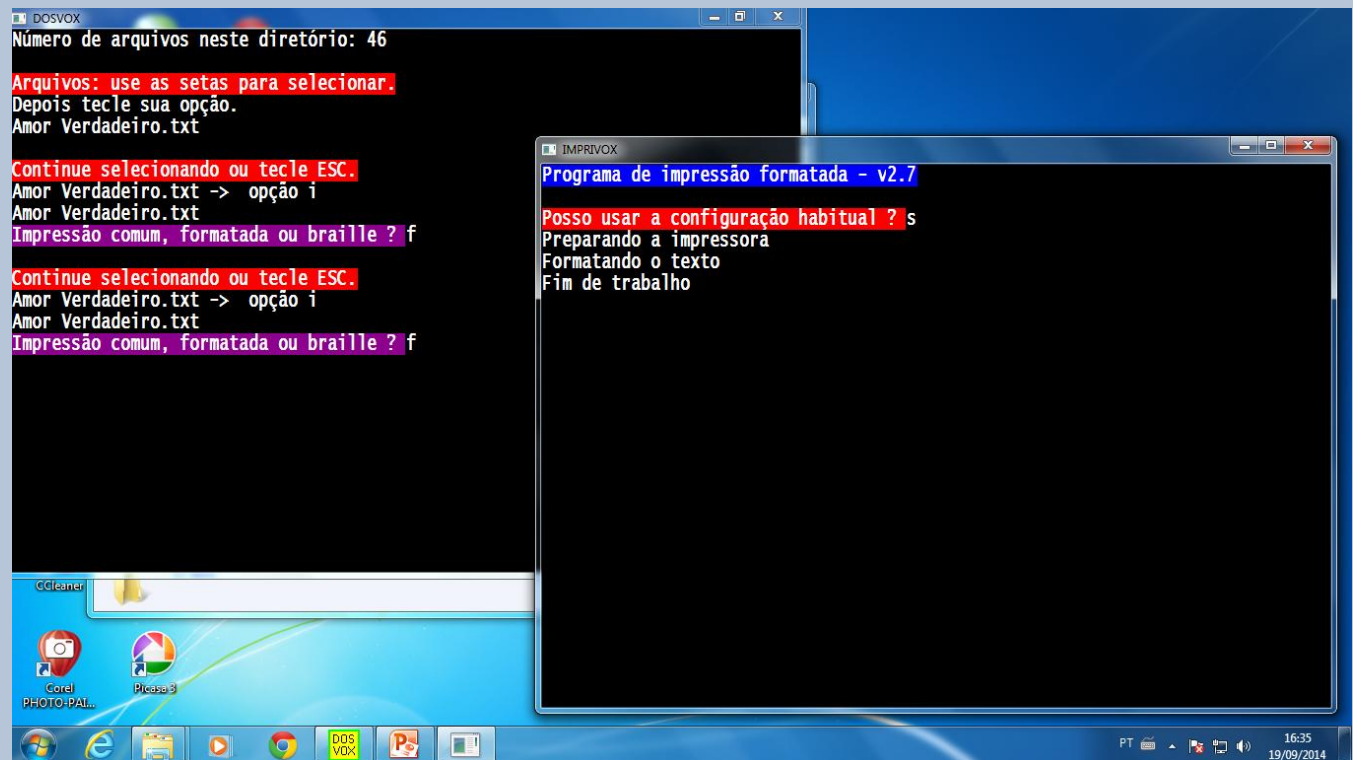 DOSVOX
Número de arquivos neste diretório: 46
Arquivos: use as setas para selecionar.
Depois tecle sua opção.
Amor Verdadeiro.txt
Continue selecionando ou tecle ESC.
Amor Verdadeiro.txt -> opção i
Amor Verdadeiro.txt
Impressão comum, formatada ou braille ? f
Continue selecionando ou tecle ESC.
Amor Verdadeiro.txt -> opção i
Amor Verdadeiro.txt
Impressão comum, formatada ou braille ? f
IMPRIVOX
Programa de impressão formatada - v2.7
Posso usar a configuração habitual ? s
Preparando a impressora
Formatando o texto
Fim de trabalho
CCleaner
Corel
PHOTO-PAI...
Picasa 3
DOS
VOX
PT
16:35
19/09/2014